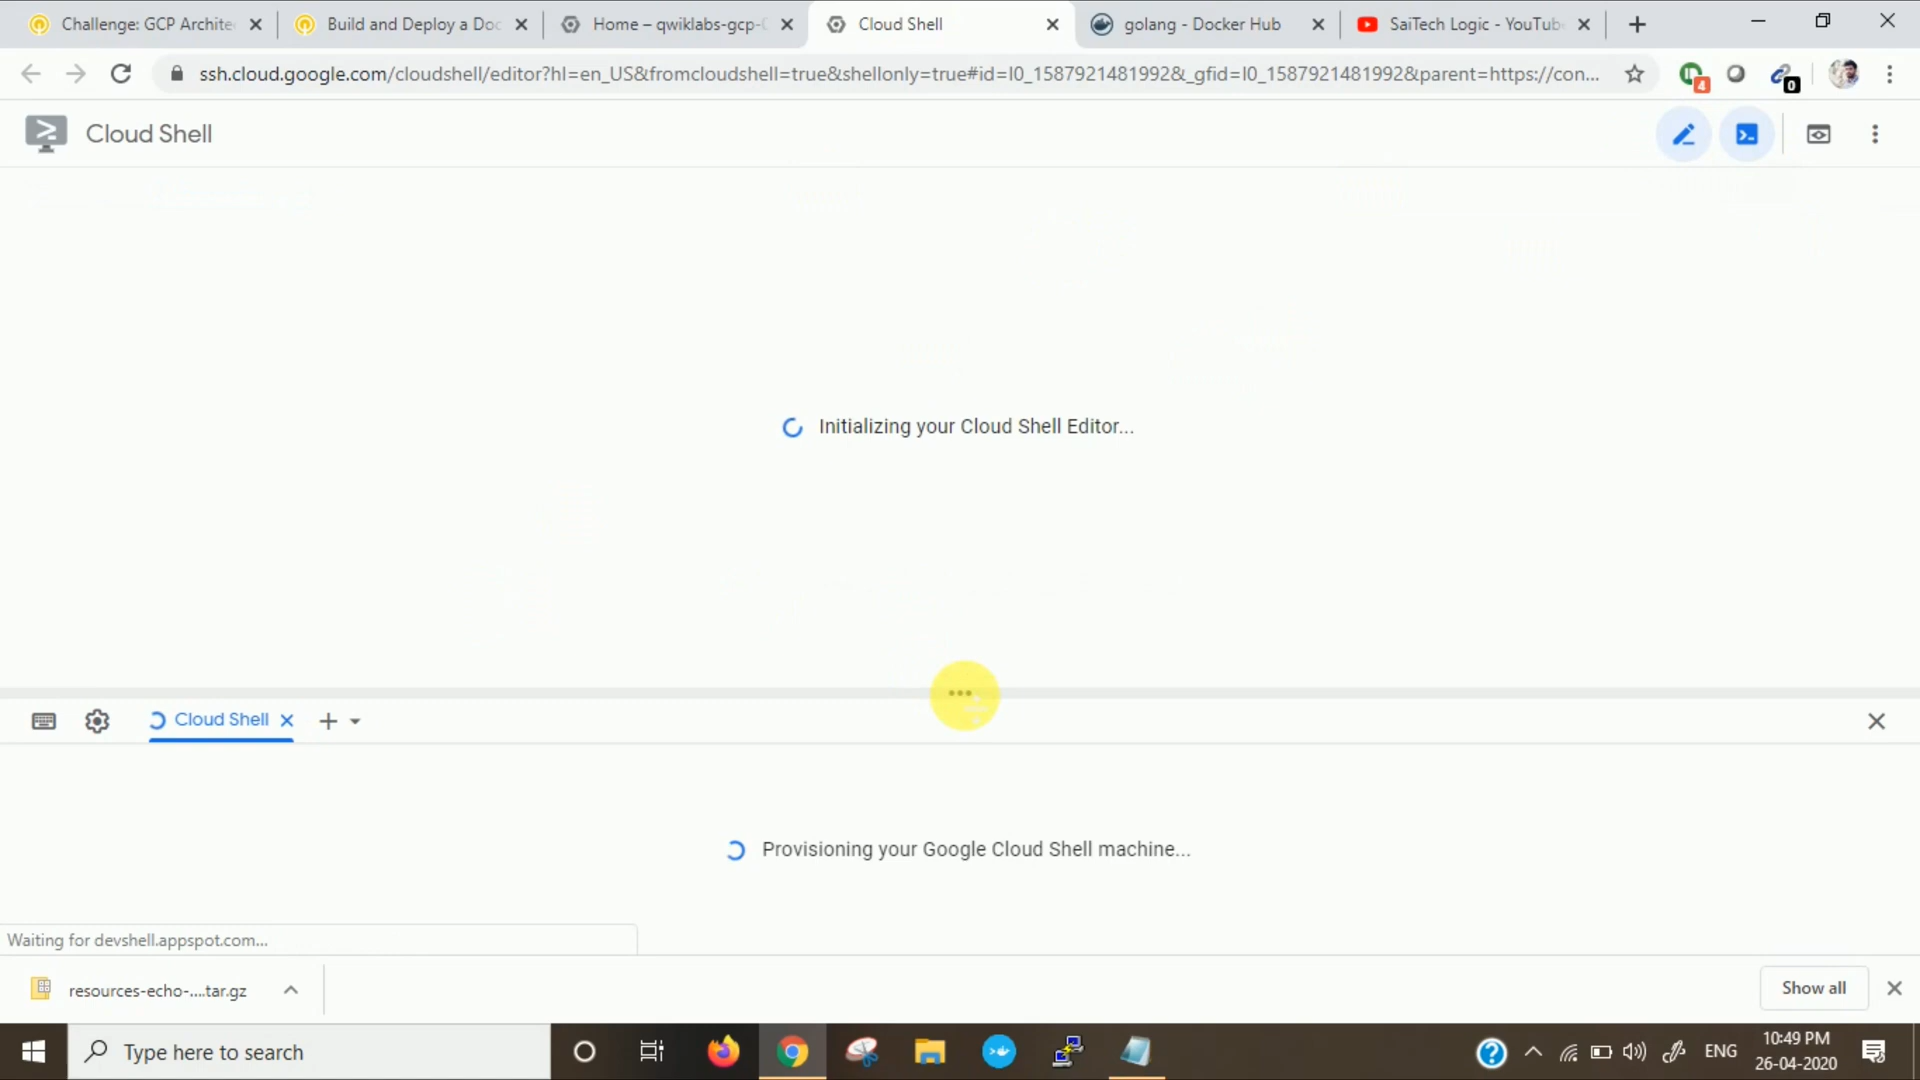 Challenge: GCP Archite
Build and Deploy a Doc
Home – qwiklabs-gcp-
Cloud Shell
golang - Docker Hub
SaiTech Logic - YouTub
ssh.cloud.google.com/cloudshell/editor?hl=en_US&fromcloudshell=true&shellonly=true#id=I0_1587921481992&_gfid=I0_1587921481992&parent=https://con...
4
0
Cloud Shell
Initializing your Cloud Shell Editor...
Cloud Shell
Provisioning your Google Cloud Shell machine...
Waiting for devshell.appspot.com...
resources-echo-....tar.gz
Show all
Type here to search
ENG
10:49 PM
26-04-2020